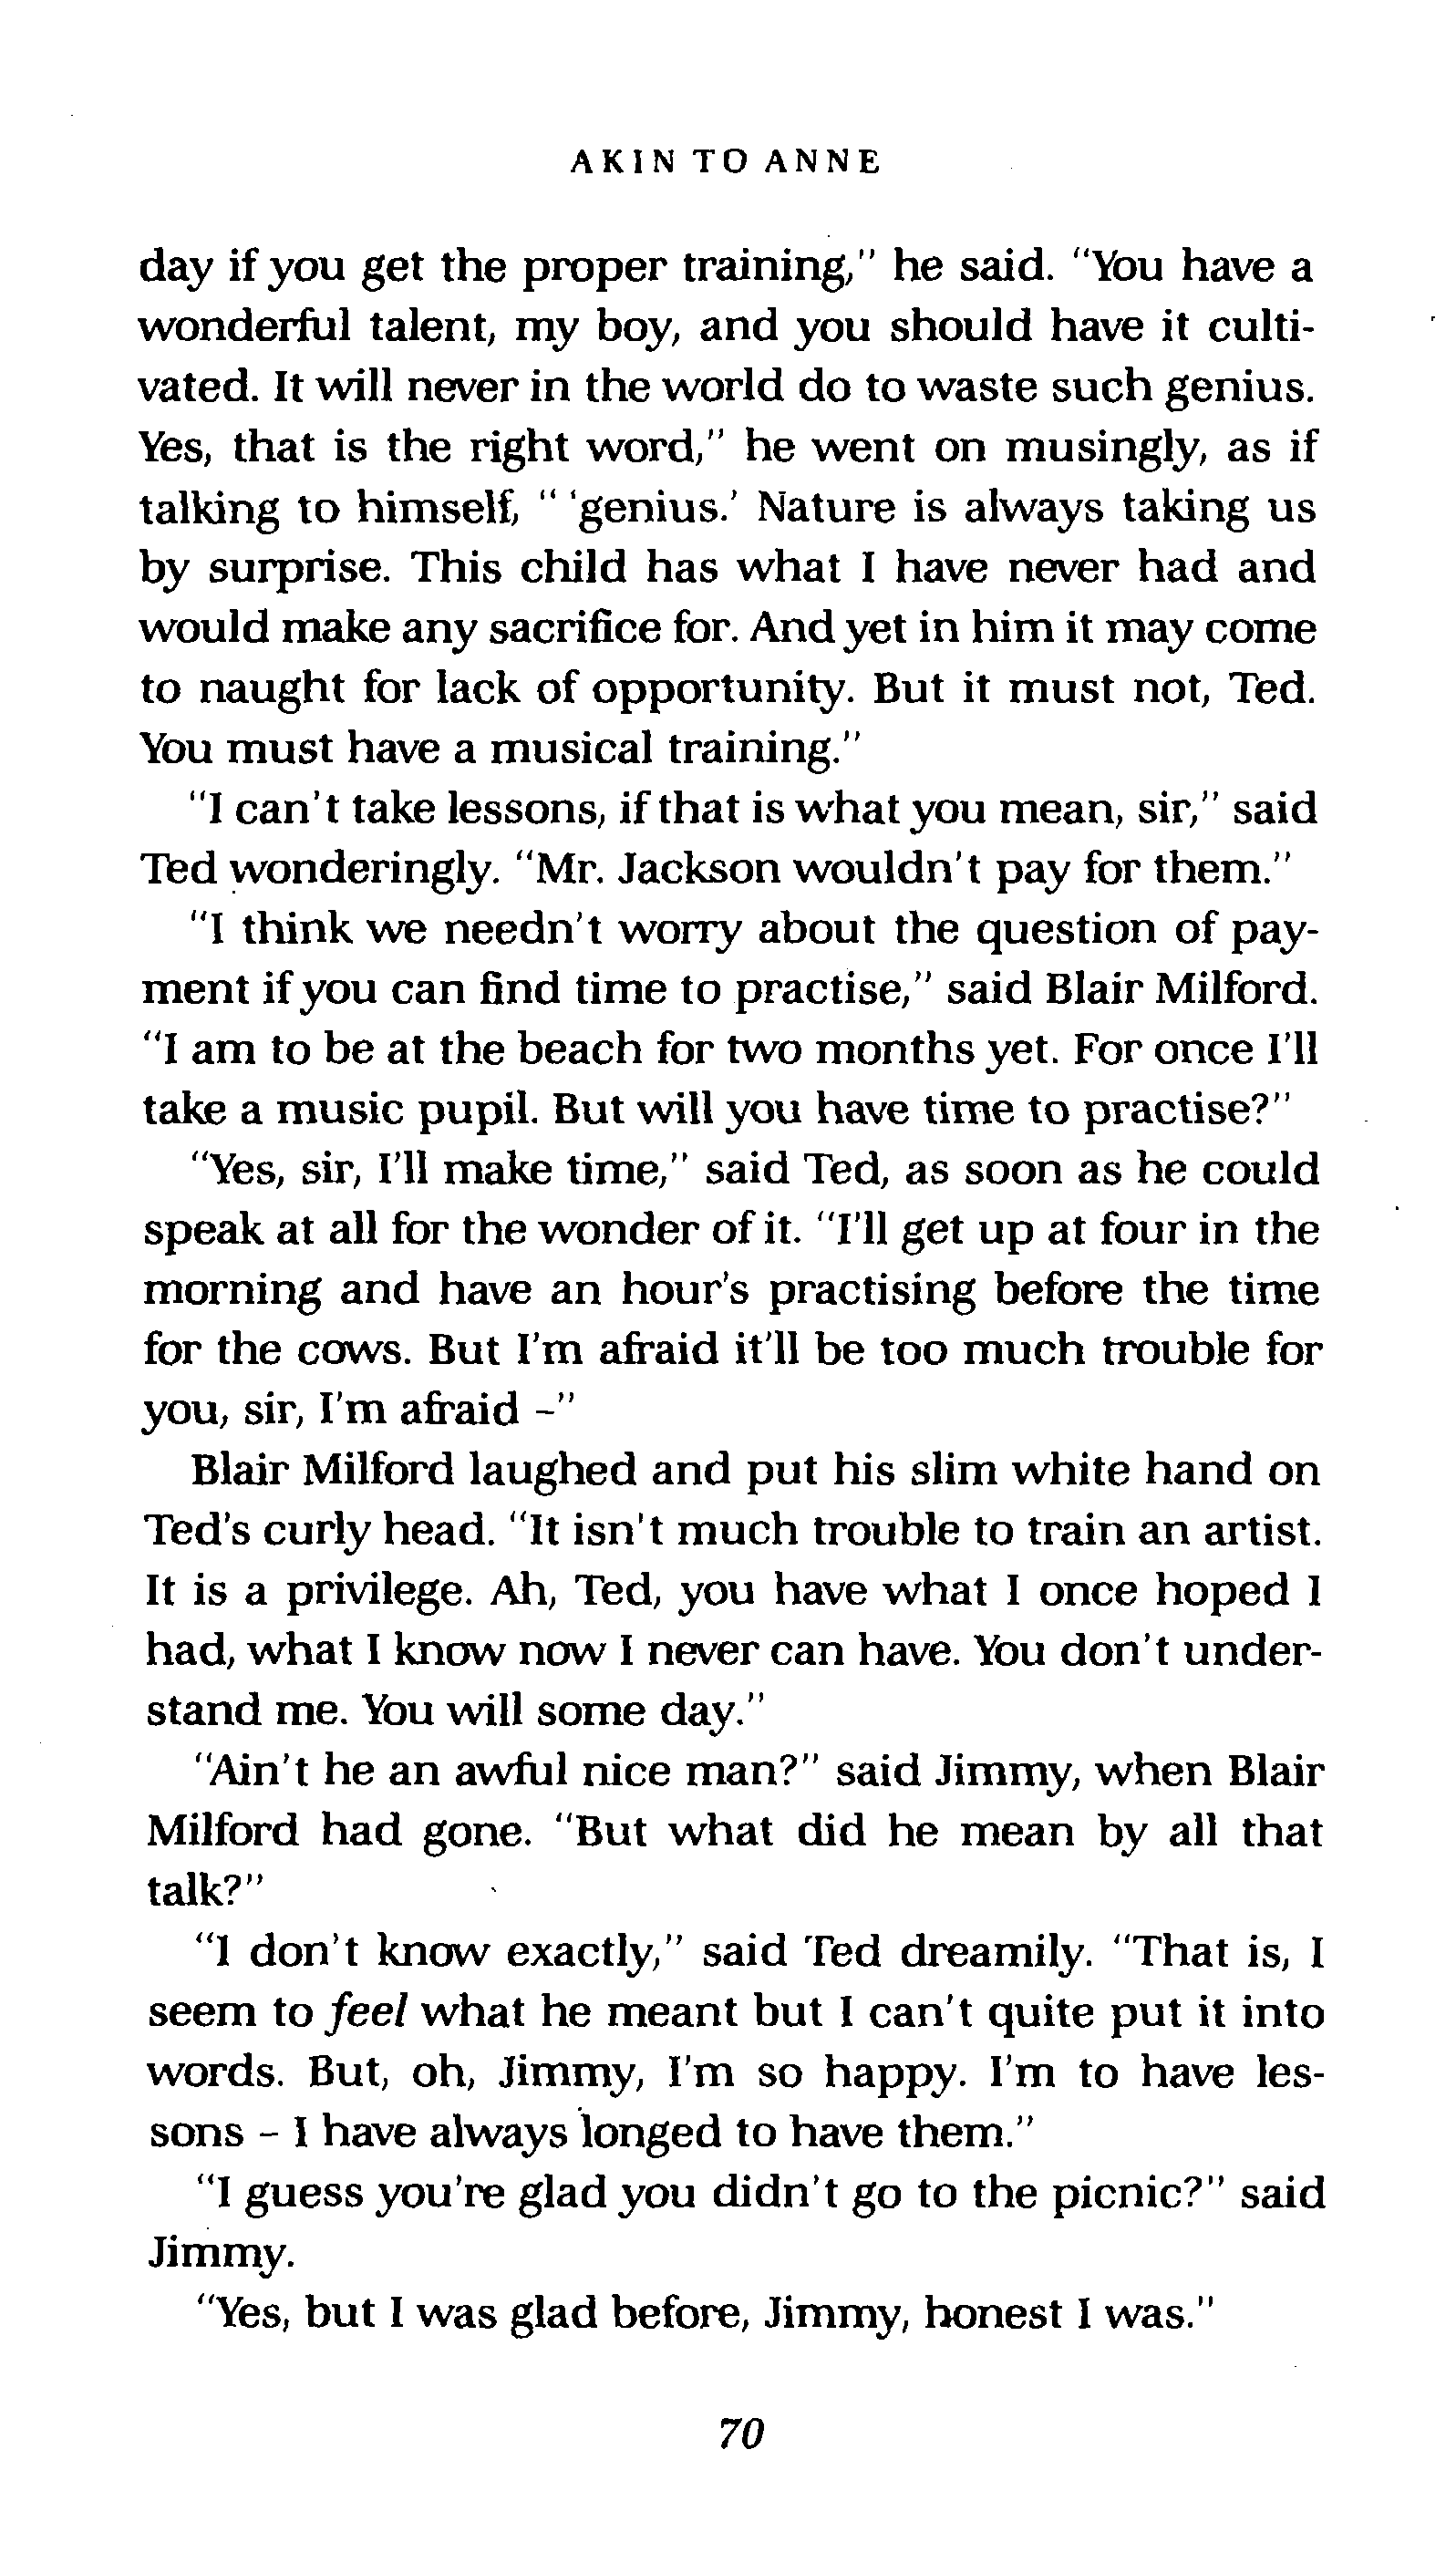 AKIN TO ANNE
day if you get the proper training," he said. "You have a
wonderful talent, my boy, and you should have it culti-
vated. It will never in the world do to waste such genius.
Yes, that is the right word," he went on musingly, as if
talking to himself, " 'genius.' Nature is always taking us
by surprise. This child has what I have never had and
would make any sacrifice for. And yet in him it may come
to naught for lack of opportunity. But it must not, Ted.
You must have a musical training."
"I can't take lessons, if that is what you mean, sir," said
Ted wonderingly. "Mr. Jackson wouldn't pay for them."
"I think we needn't worry about the question of pay-
ment if you can find time to practise," said Blair Milford.
"I am to be at the beach for two months yet. For once I'll
take a music pupil. But will you have time to practise?"
"Yes, sir, I'll make time," said Ted, as soon as he could
speak at all for the wonder of it. "I'll get up at four in the
morning and have an hour's practising before the time
for the cows. But I'm afraid it'll be too much trouble for
you, sir, I'm afraid –"
Blair Milford laughed and put his slim white hand on
Ted's curly head. "It isn't much trouble to train an artist.
It is a privilege. Ah, Ted, you have what I once hoped I
had, what I know now I never can have. You don't under-
stand me. You will some day."
"Ain't he an awful nice man?" said Jimmy, when Blair
Milford had gone. "But what did he mean by all that
talk?"
"I don't know exactly," said Ted dreamily. "That is, I
seem to feel what he meant but I can't quite put it into
words. But, oh, Jimmy, I'm so happy. I'm to have les-
sons – I have always longed to have them."
"I guess you're glad you didn't go to the picnic?" said
Jimmy.
"Yes, but I was glad before, Jimmy, honest I was."
70